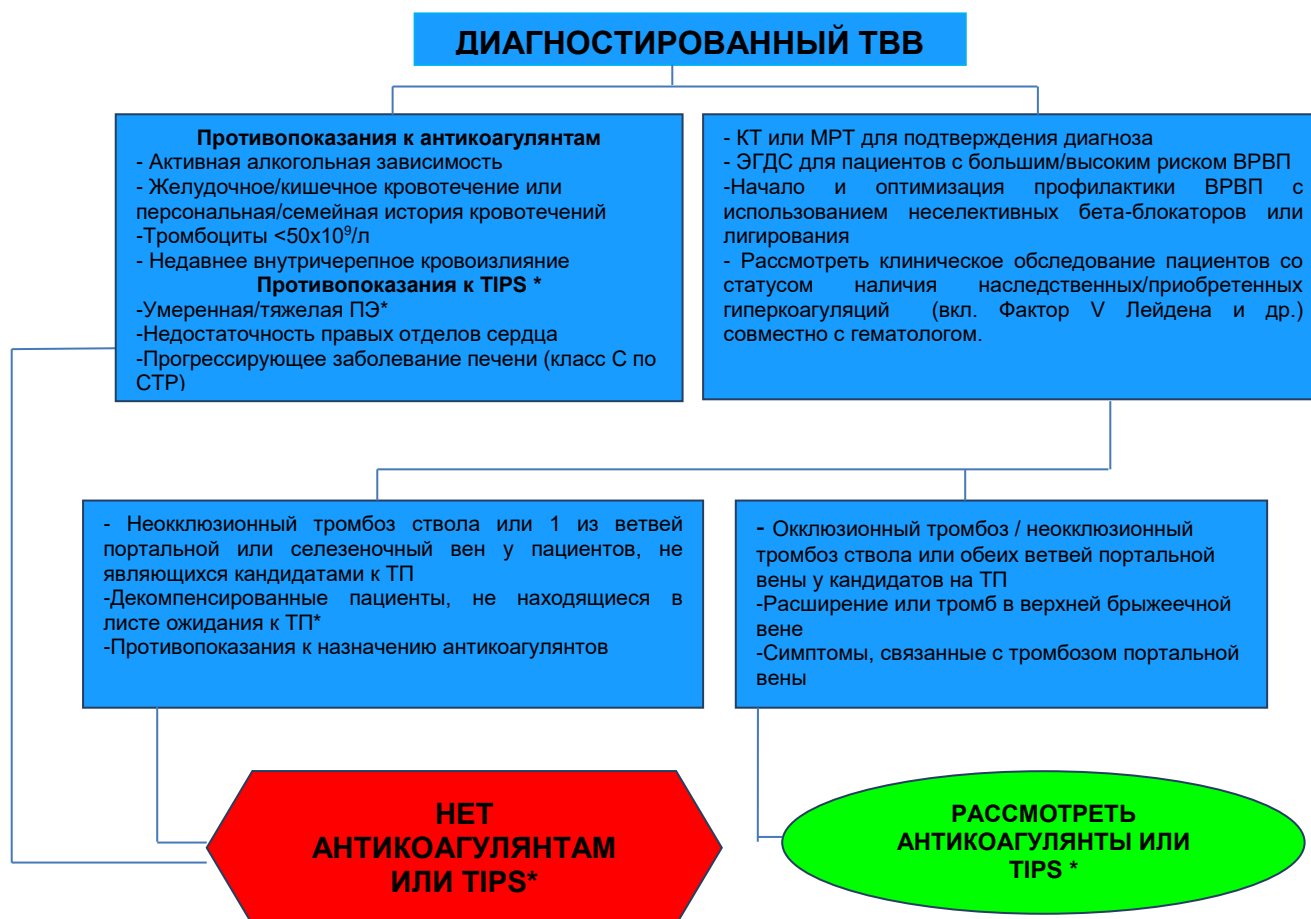 ДИАГНОСТИРОВАННЫЙ ТВВ
Противопоказания к антикоагулянтам
- Активная алкогольная зависимость
- Желудочное/кишечное кровотечение или
персональная/семейная история кровотечений
-Тромбоциты <50х10⁹/л
- Недавнее внутричерепное кровоизлияние
Противопоказания к TIPS *
-Умеренная/тяжелая ПЭ*
-Недостаточность правых отделов сердца
-Прогрессирующее заболевание печени (класс С по
СТР)
- КТ или МРТ для подтверждения диагноза
- ЭГДС для пациентов с большим/высоким риском ВРВП
-Начало и оптимизация профилактики ВРВП с
использованием неселективных бета-блокаторов или
лигирования
- Рассмотреть клиническое обследование пациентов со
статусом наличия наследственных/приобретенных
гиперкоагуляций (вкл. Фактор V Лейдена и др.)
совместно с гематологом.
- Неокклюзионный тромбоз ствола или 1 из ветвей
портальной или селезеночный вен у пациентов, не
являющихся кандидатами к ТП
-Декомпенсированные пациенты, не находящиеся в
листе ожидания к ТП*
-Противопоказания к назначению антикоагулянтов
- Окклюзионный тромбоз / неокклюзионный
тромбоз ствола или обеих ветвей портальной
вены у кандидатов на ТП
-Расширение или тромб в верхней брыжеечной
вене
-Симптомы, связанные с тромбозом портальной
вены
НЕТ
АНТИКОАГУЛЯНТАМ
ИЛИ TIPS*
РАССМОТРЕТЬ
АНТИКОАГУЛЯНТЫ ИЛИ
TIPS *